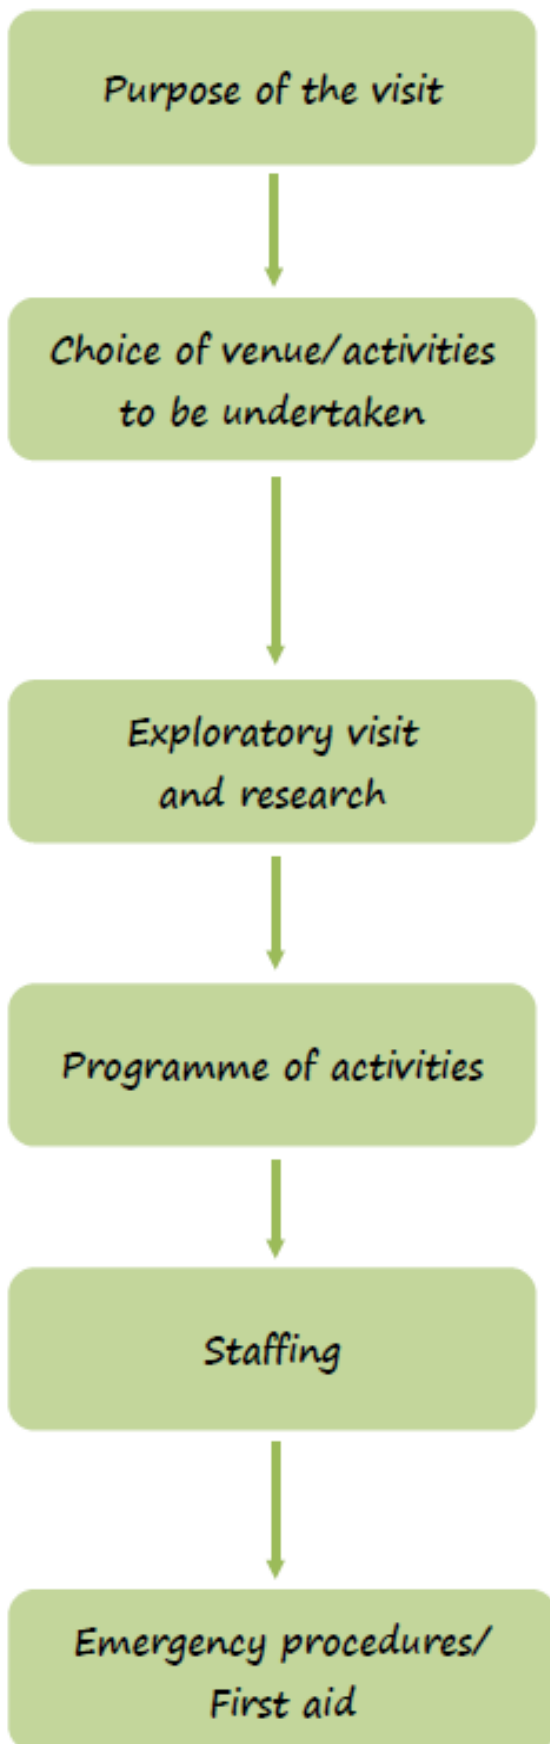 Purpose of the visit
Choice of venue/activities
to be undertaken
Exploratory visit
and research
Programme of activities
Staffing
Emergency procedures/
First aid